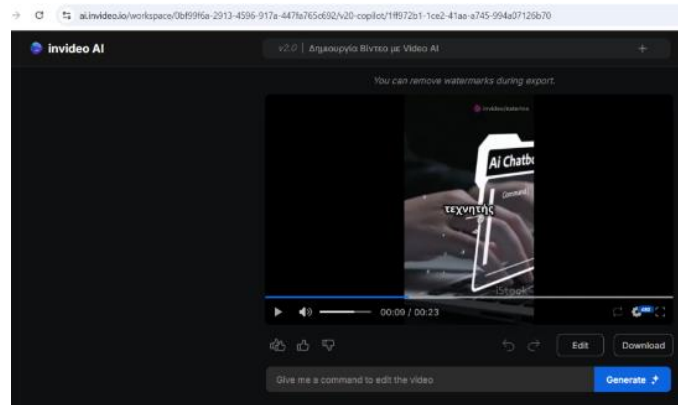 ai.invideo.io/workspace/0bf99f6a-2913-4596-917a-447fa765c692/v20-copilot/1ff972b1-1ce2-41aa-a745-994a07126b70
invideo AI
v2.0 | Δημιουργία Βίντεο με Video AI
You can remove watermarks during export.
Ai Chatbo
Command
τεχνητής
iStock
00:09 / 00:23
Edit
Download
Give me a command to edit the video
Generate